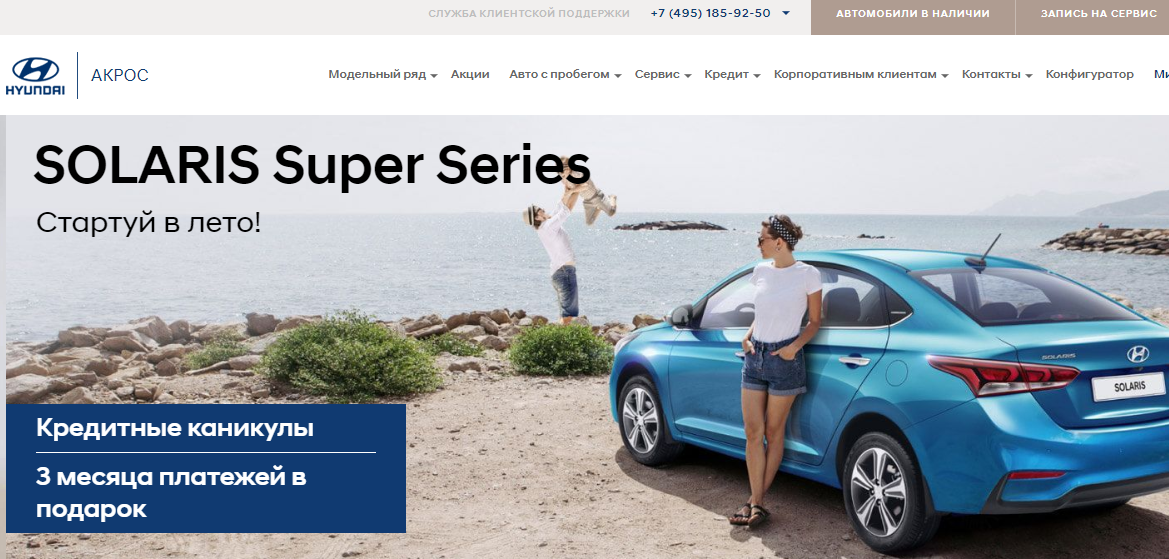 СЛУЖБА КЛИЕНТСКОЙ ПОДДЕРЖКИ +7 (495) 185-92-50 АВТОМОБИЛИ В НАЛИЧИИ ЗАПИСЬ НА СЕРВИС
HYUNDAI АКРОС Модельный ряд Акции Авто с пробегом Сервис Кредит Корпоративным клиентам Контакты Конфигуратор
SOLARIS Super Series
Стартуй в лето!
SOLARIS
SOLARIS
Кредитные каникулы
3 месяца платежей в
подарок